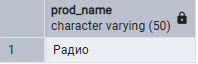 prod_name
character varying (50)
1 Радио